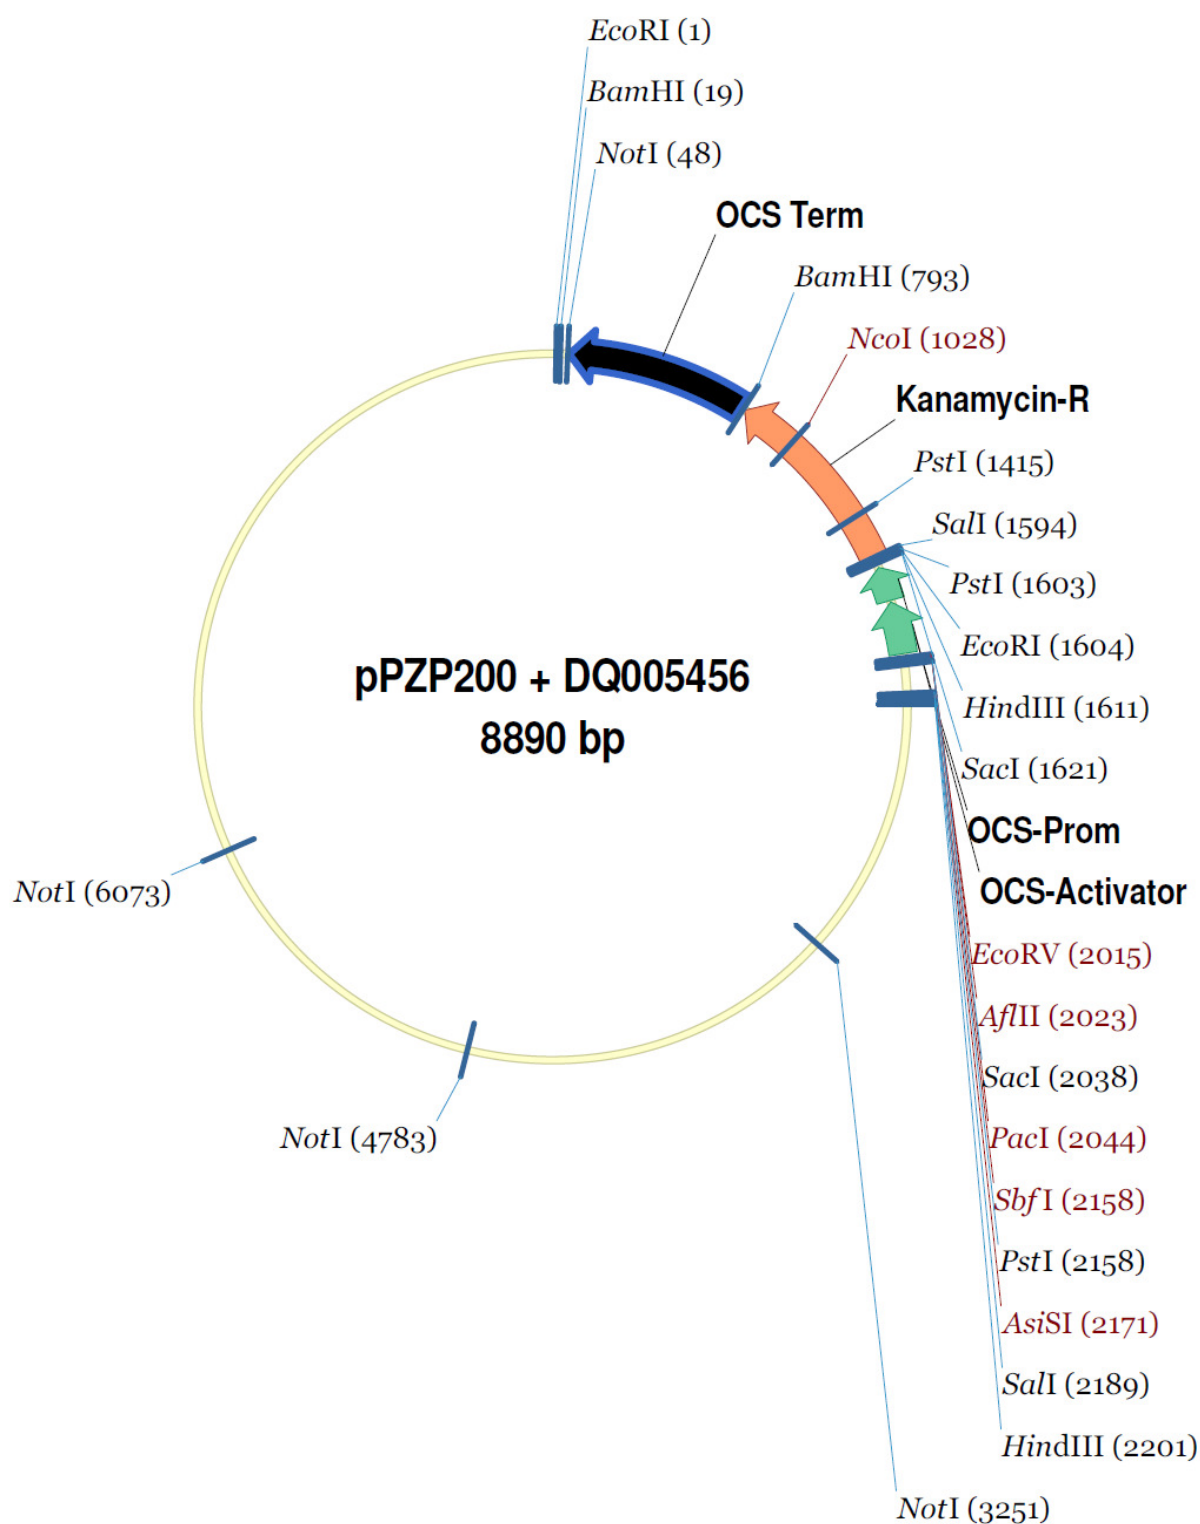 EcoRI (1)
BamHI (19)
NotI (48)
OCS Term
BamHI (793)
NcoI (1028)
Kanamycin-R
PstI (1415)
SalI (1594)
PstI (1603)
EcoRI (1604)
HindIII (1611)
SacI (1621)
OCS-Prom
OCS-Activator
EcoRV (2015)
AflII (2023)
SacI (2038)
PacI (2044)
SbfI (2158)
PstI (2158)
AsiSI (2171)
SalI (2189)
HindIII (2201)
NotI (3251)
NotI (4783)
NotI (6073)
pPZP200 + DQ005456
8890 bp